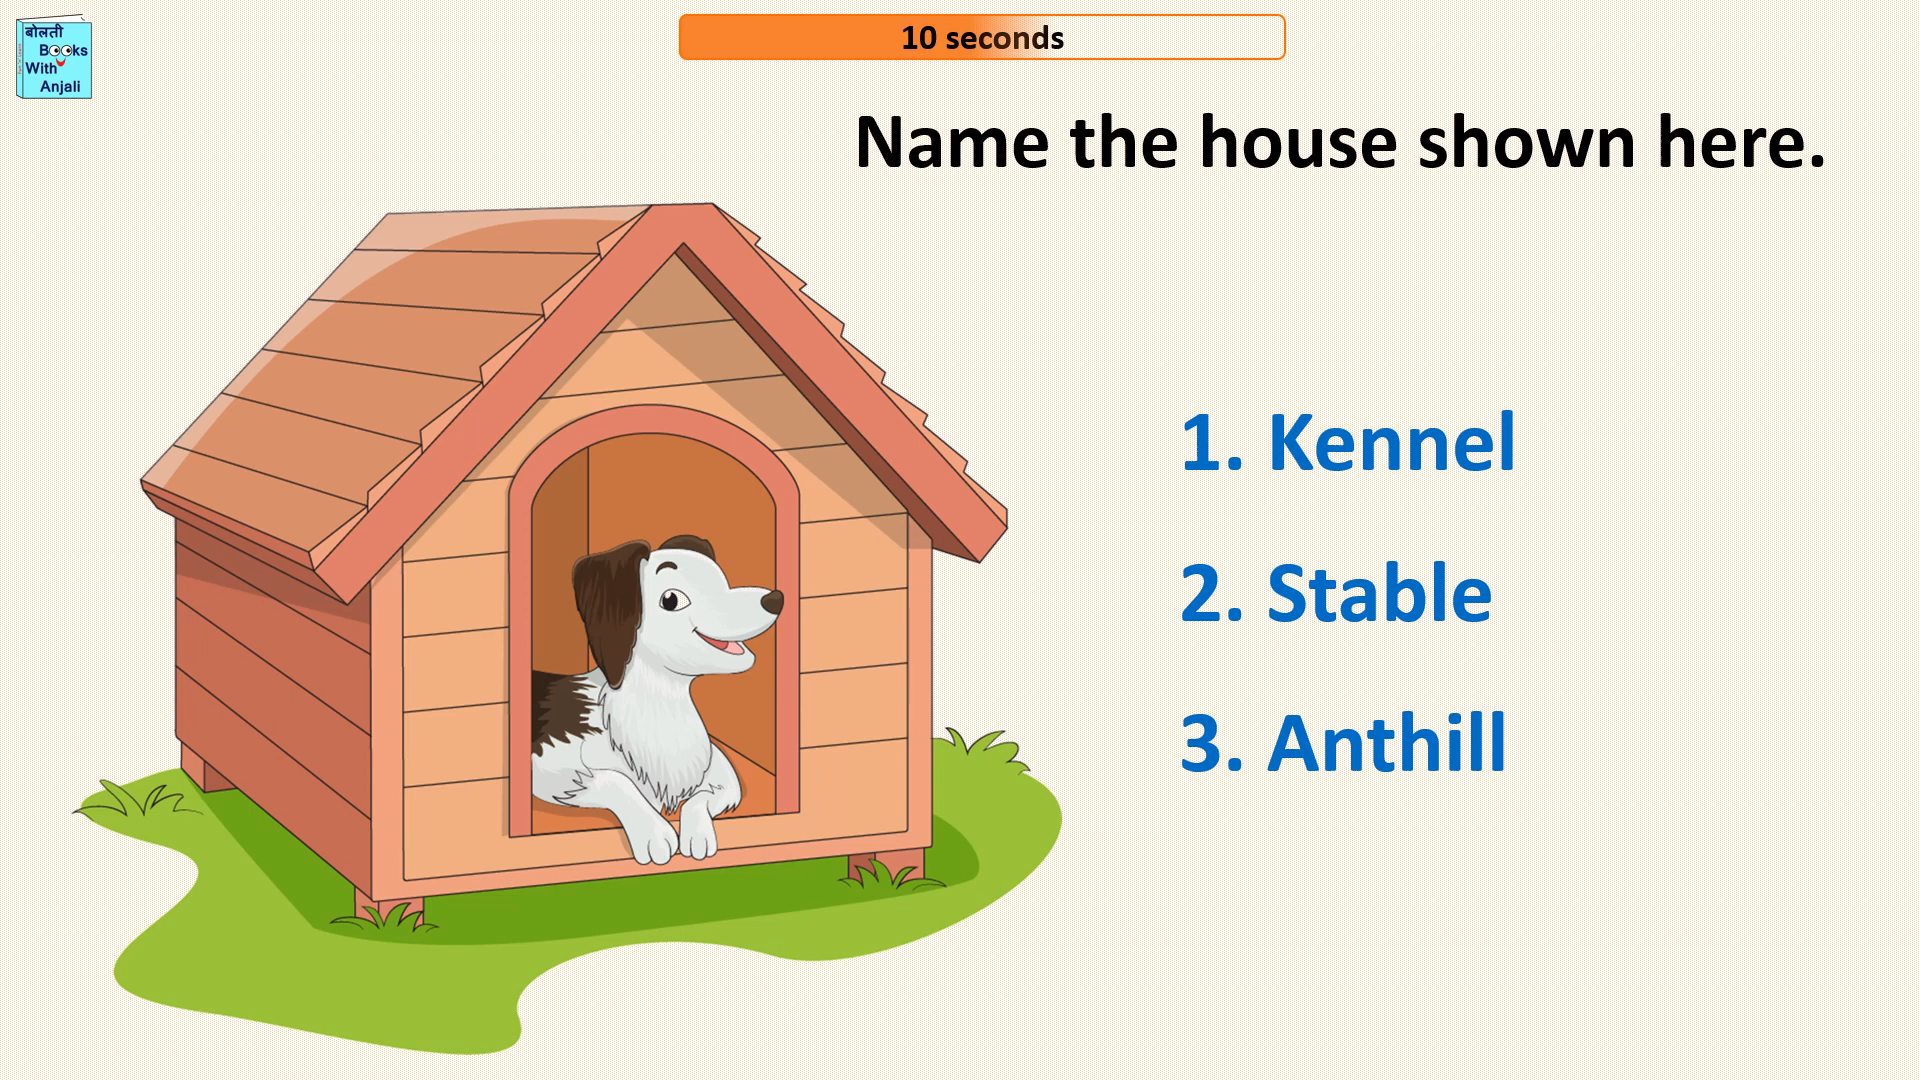 बोलती
Books
With
Anjali
10 seconds
Name the house shown here.
1. Kennel
2. Stable
3. Anthill